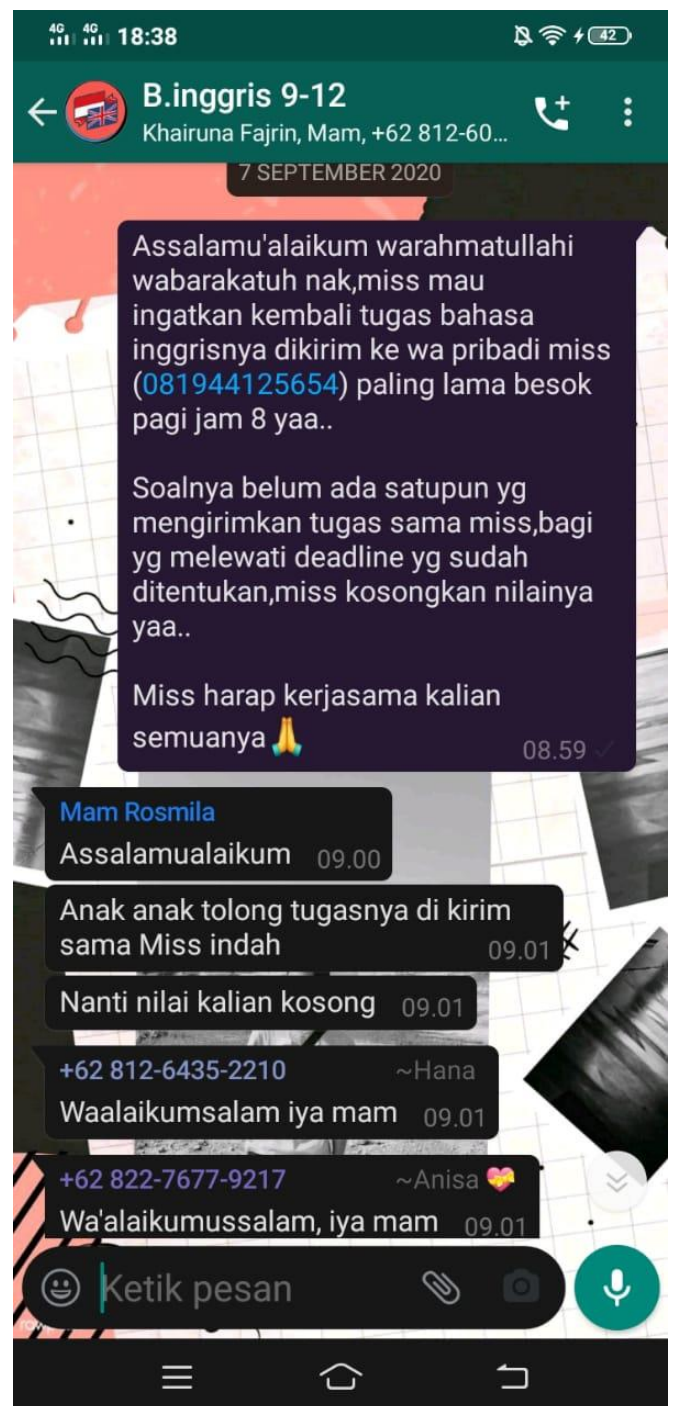 4G 4G 18:38 42
B.inggris 9-12
Khairuna Fajrin, Mam, +62 812-60...
7 SEPTEMBER 2020
Assalamu'alaikum warahmatullahi
wabarakatuh nak,miss mau
ingatkan kembali tugas bahasa
inggrisnya dikirim ke wa pribadi miss
(081944125654) paling lama besok
pagi jam 8 yaa..
Soalnya belum ada satupun yg
mengirimkan tugas sama miss,bagi
yg melewati deadline yg sudah
ditentukan,miss kosongkan nilainya
yaa..
Miss harap kerjasama kalian
semuanya🙏 08.59
Mam Rosmila
Assalamualaikum 09.00
Anak anak tolong tugasnya di kirim
sama Miss indah 09.01
Nanti nilai kalian kosong 09.01
+62 812-6435-2210 ~Hana
Waalaikumsalam iya mam 09.01
+62 822-7677-9217 ~Anisa 💝
Wa'alaikumussalam, iya mam 09.01
Ketik pesan